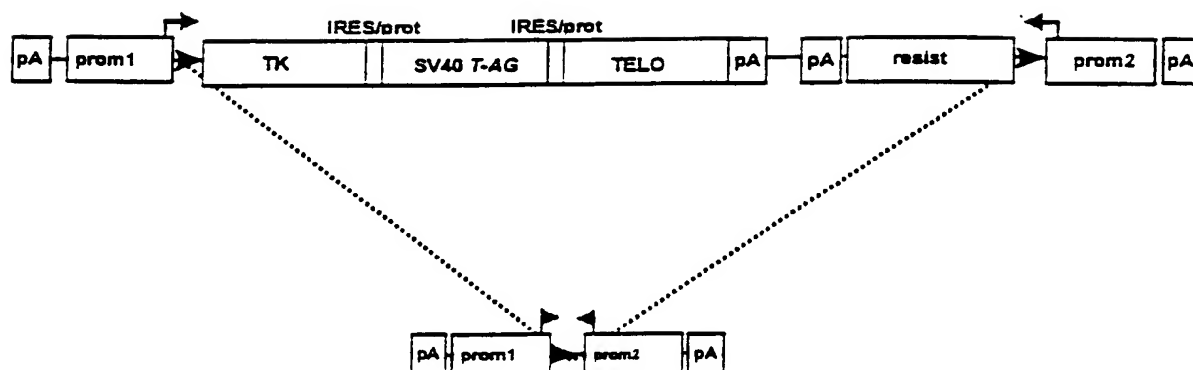 IRES/prot IRES/prot
pA prom1 TK SV40 T-AG TELO pA pA resist prom2 pA
pA prom1 prom2 pA